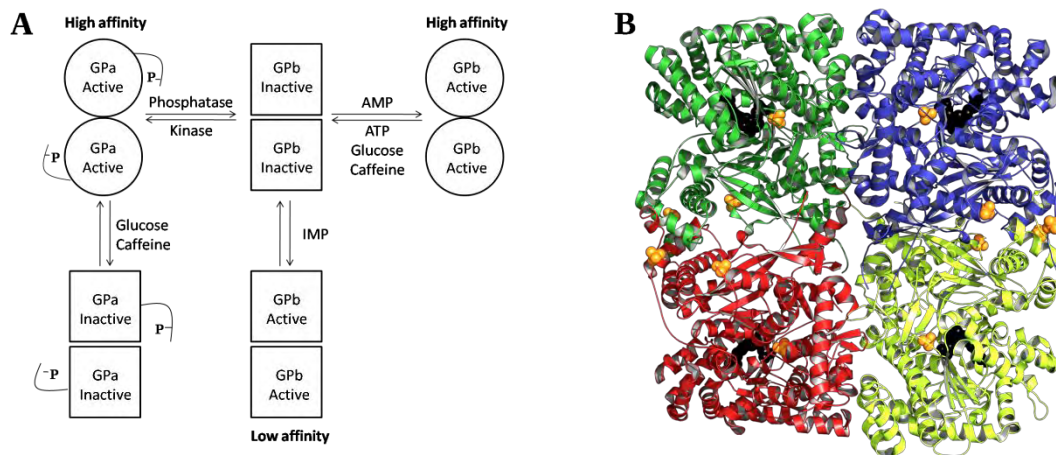 A
High affinity
GPa
Active
P
GPa
Active
P
Phosphatase
Kinase
GPb
Inactive
GPb
Inactive
AMP
ATP
Glucose
Caffeine
High affinity
GPb
Active
GPb
Active
Glucose
Caffeine
IMP
GPa
Inactive
P
GPa
Inactive
P
GPb
Active
GPb
Active
Low affinity
B